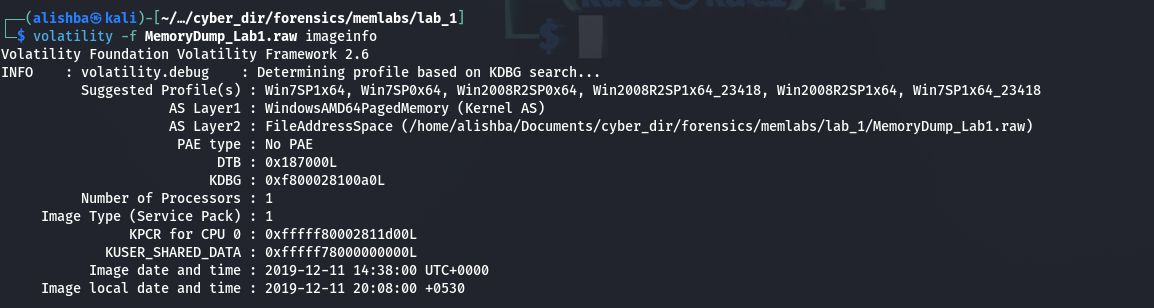 ┌──(alishba㉿kali)-[~/…/cyber_dir/forensics/memlabs/lab_1]
└─$ volatility -f MemoryDump_Lab1.raw imageinfo
Volatility Foundation Volatility Framework 2.6
INFO    : volatility.debug    : Determining profile based on KDBG search...
          Suggested Profile(s) : Win7SP1x64, Win7SP0x64, Win2008R2SP0x64, Win2008R2SP1x64_23418, Win2008R2SP1x64, Win7SP1x64_23418
                     AS Layer1 : WindowsAMD64PagedMemory (Kernel AS)
                     AS Layer2 : FileAddressSpace (/home/alishba/Documents/cyber_dir/forensics/memlabs/lab_1/MemoryDump_Lab1.raw)
                      PAE type : No PAE
                           DTB : 0x187000L
                          KDBG : 0xf800028100a0L
          Number of Processors : 1
     Image Type (Service Pack) : 1
                KPCR for CPU 0 : 0xfffff80002811d00L
             KUSER_SHARED_DATA : 0xfffff78000000000L
           Image date and time : 2019-12-11 14:38:00 UTC+0000
     Image local date and time : 2019-12-11 20:08:00 +0530